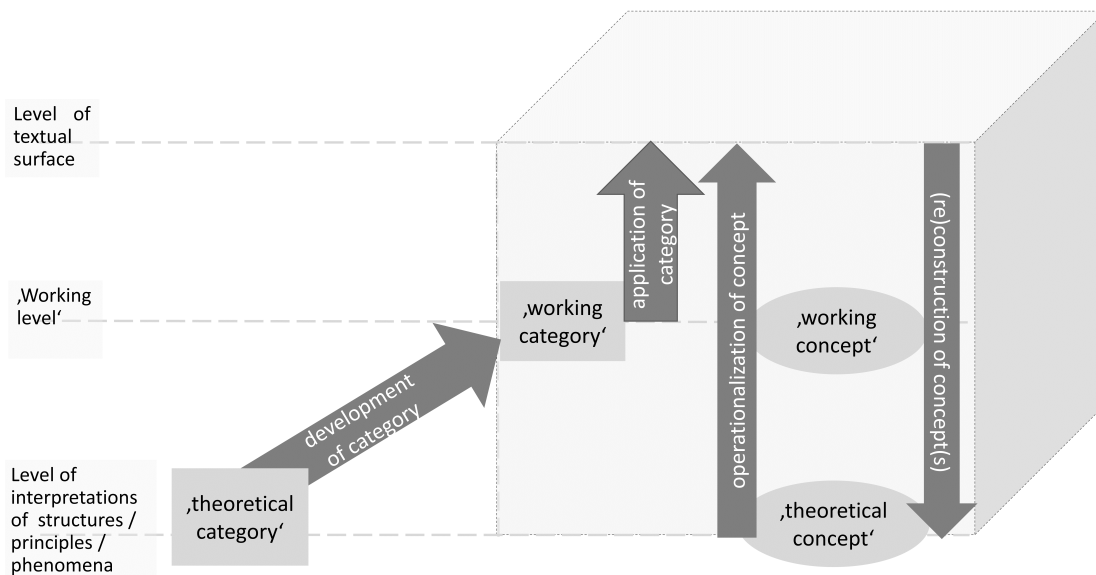 Level of
textual
surface
application of
category
operationalization of concept
(re)construction of concept(s)
‚Working
level‘
‚working
category‘
‚working
concept‘
development
of category
Level of
interpretations
of structures /
principles /
phenomena
‚theoretical
category‘
‚theoretical
concept‘